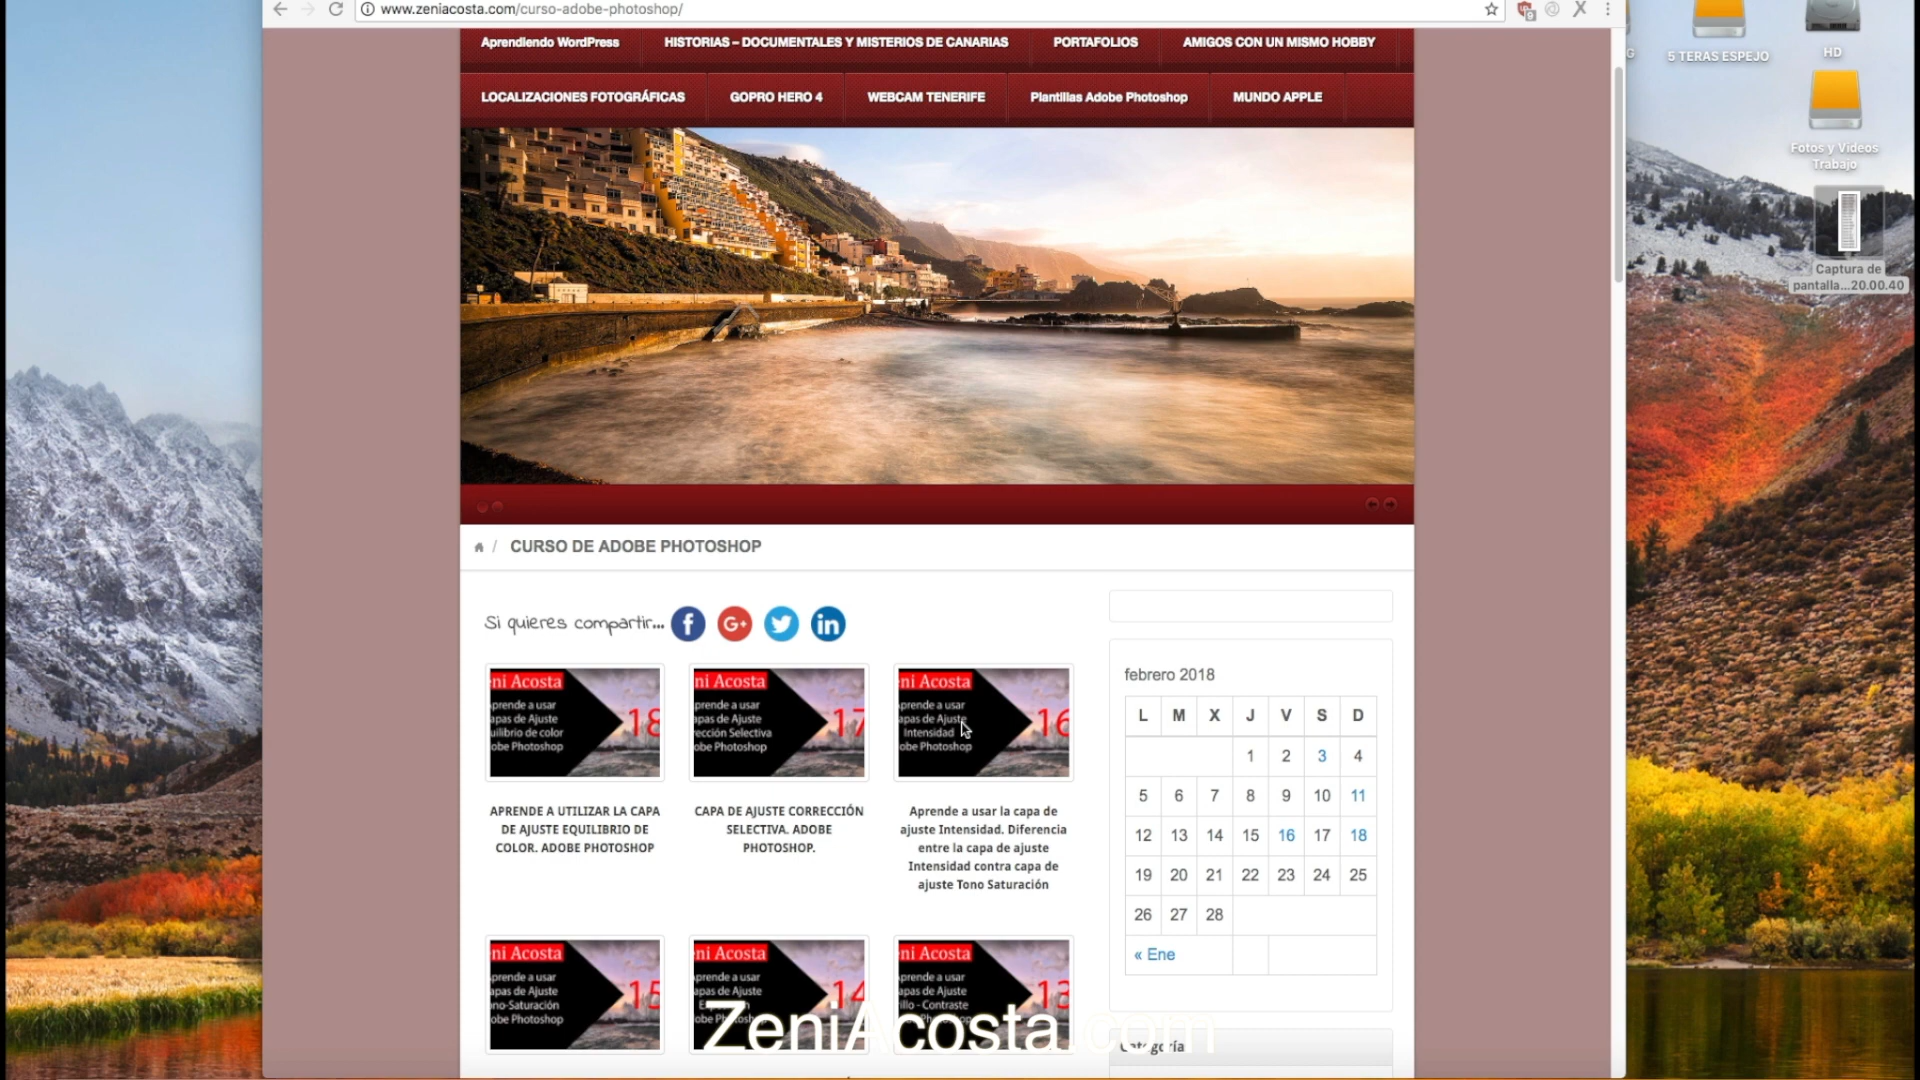 www.zeniacosta.com/curso-adobe-photoshop/
Aprendiendo WordPress
HISTORIAS – DOCUMENTALES Y MISTERIOS DE CANARIAS
PORTAFOLIOS
AMIGOS CON UN MISMO HOBBY
LOCALIZACIONES FOTOGRÁFICAS
GOPRO HERO 4
WEBCAM TENERIFE
Plantillas Adobe Photoshop
MUNDO APPLE
G
5 TERAS ESPEJO
HD
Fotos y Videos
Trabajo
Captura de
pantalla...20.00.40
/ CURSO DE ADOBE PHOTOSHOP
Si quieres compartir...
f G+ in
ni Acosta
prende a usar
apas de Ajuste
uilibrio de color
obe Photoshop
18
ni Acosta
prende a usar
apas de Ajuste
rección Selectiva
obe Photoshop
17
ni Acosta
prende a usar
apas de Ajuste
Intensidad
obe Photoshop
16
APRENDE A UTILIZAR LA CAPA
DE AJUSTE EQUILIBRIO DE
COLOR. ADOBE PHOTOSHOP
CAPA DE AJUSTE CORRECCIÓN
SELECTIVA. ADOBE
PHOTOSHOP.
Aprende a usar la capa de
ajuste Intensidad. Diferencia
entre la capa de ajuste
Intensidad contra capa de
ajuste Tono Saturación
ni Acosta
prende a usar
apas de Ajuste
no-Saturación
obe Photoshop
15
ni Acosta
prende a usar
apas de Ajuste
14
ni Acosta
prende a usar
apas de Ajuste
illo - Contraste
13
febrero 2018
L M X J V S D
1 2 3 4
5 6 7 8 9 10 11
12 13 14 15 16 17 18
19 20 21 22 23 24 25
26 27 28
« Ene
Categoría
ZeniAcosta.com